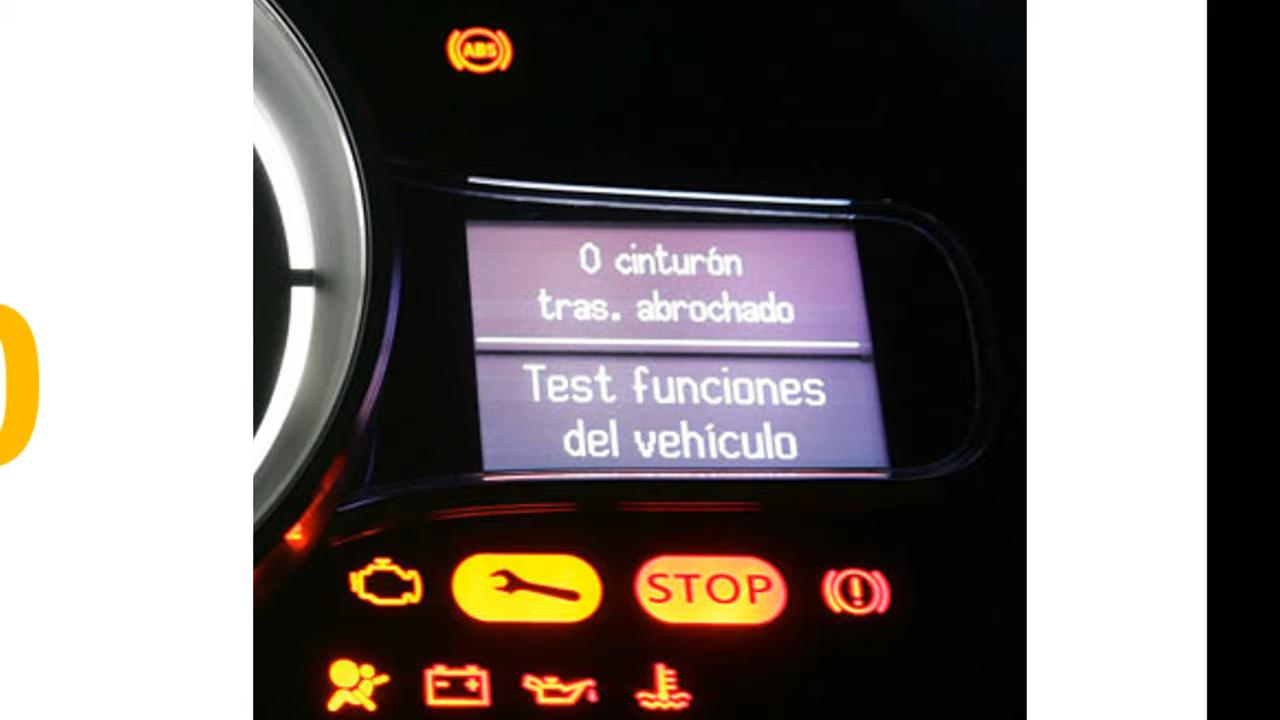 ABS
0 cinturón
tras. abrochado
Test funciones
del vehículo
STOP